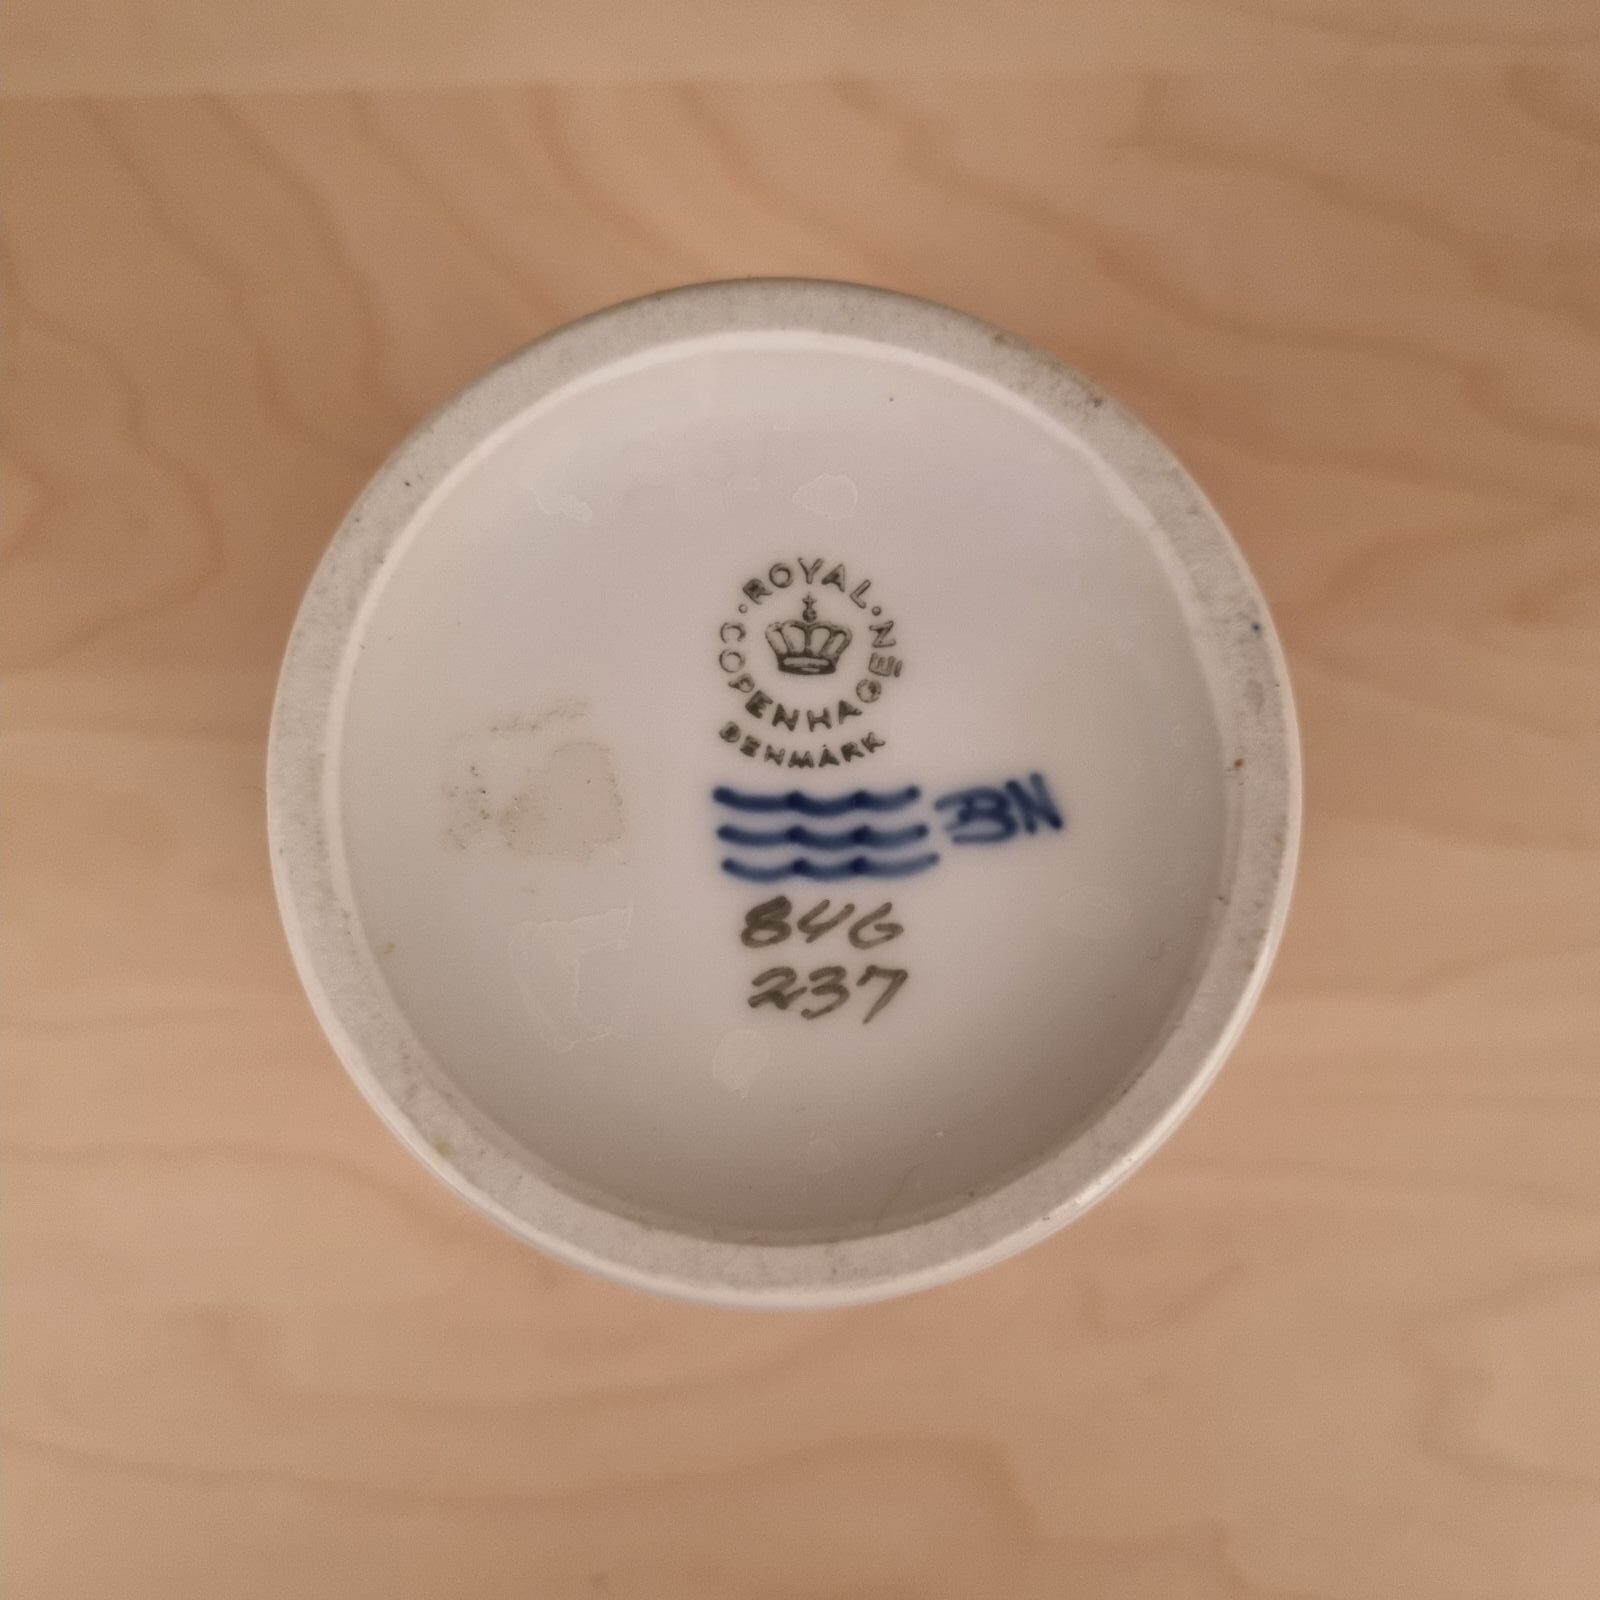 ROYAL
COPENHAGEN
DENMARK
BN
846
237